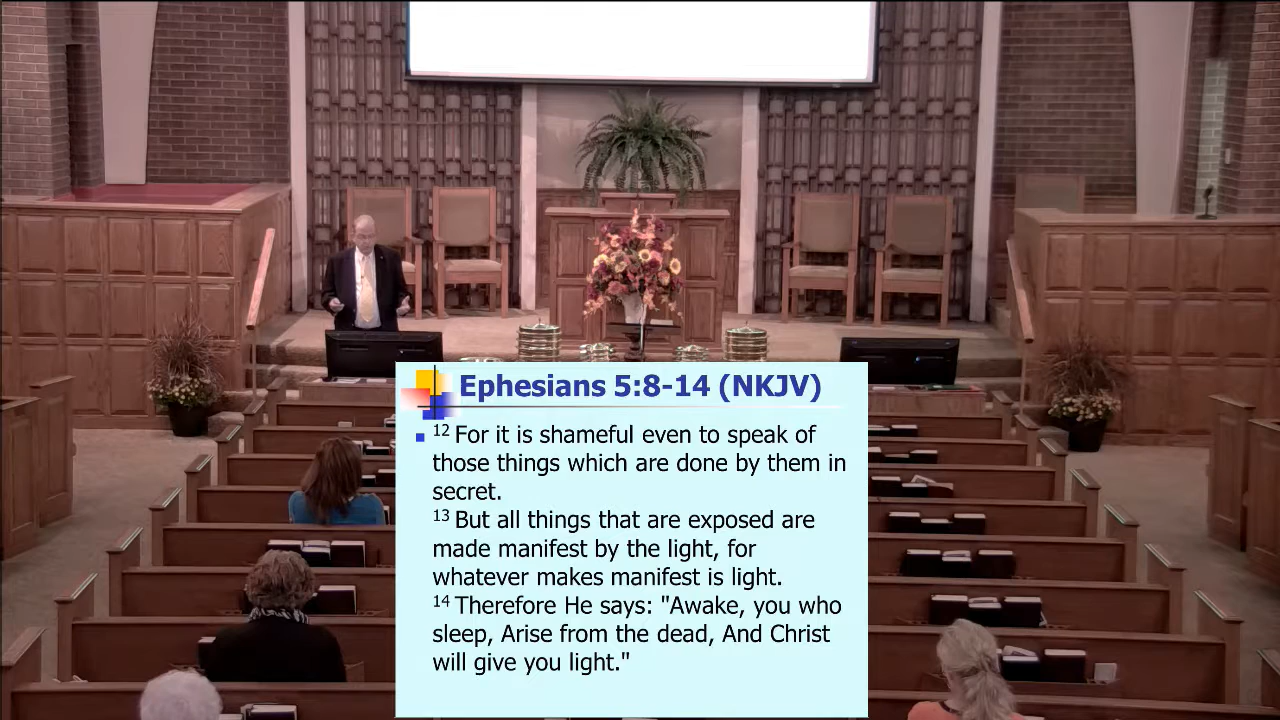 Ephesians 5:8-14 (NKJV)
12 For it is shameful even to speak of
those things which are done by them in
secret.
13 But all things that are exposed are
made manifest by the light, for
whatever makes manifest is light.
14 Therefore He says: "Awake, you who
sleep, Arise from the dead, And Christ
will give you light."